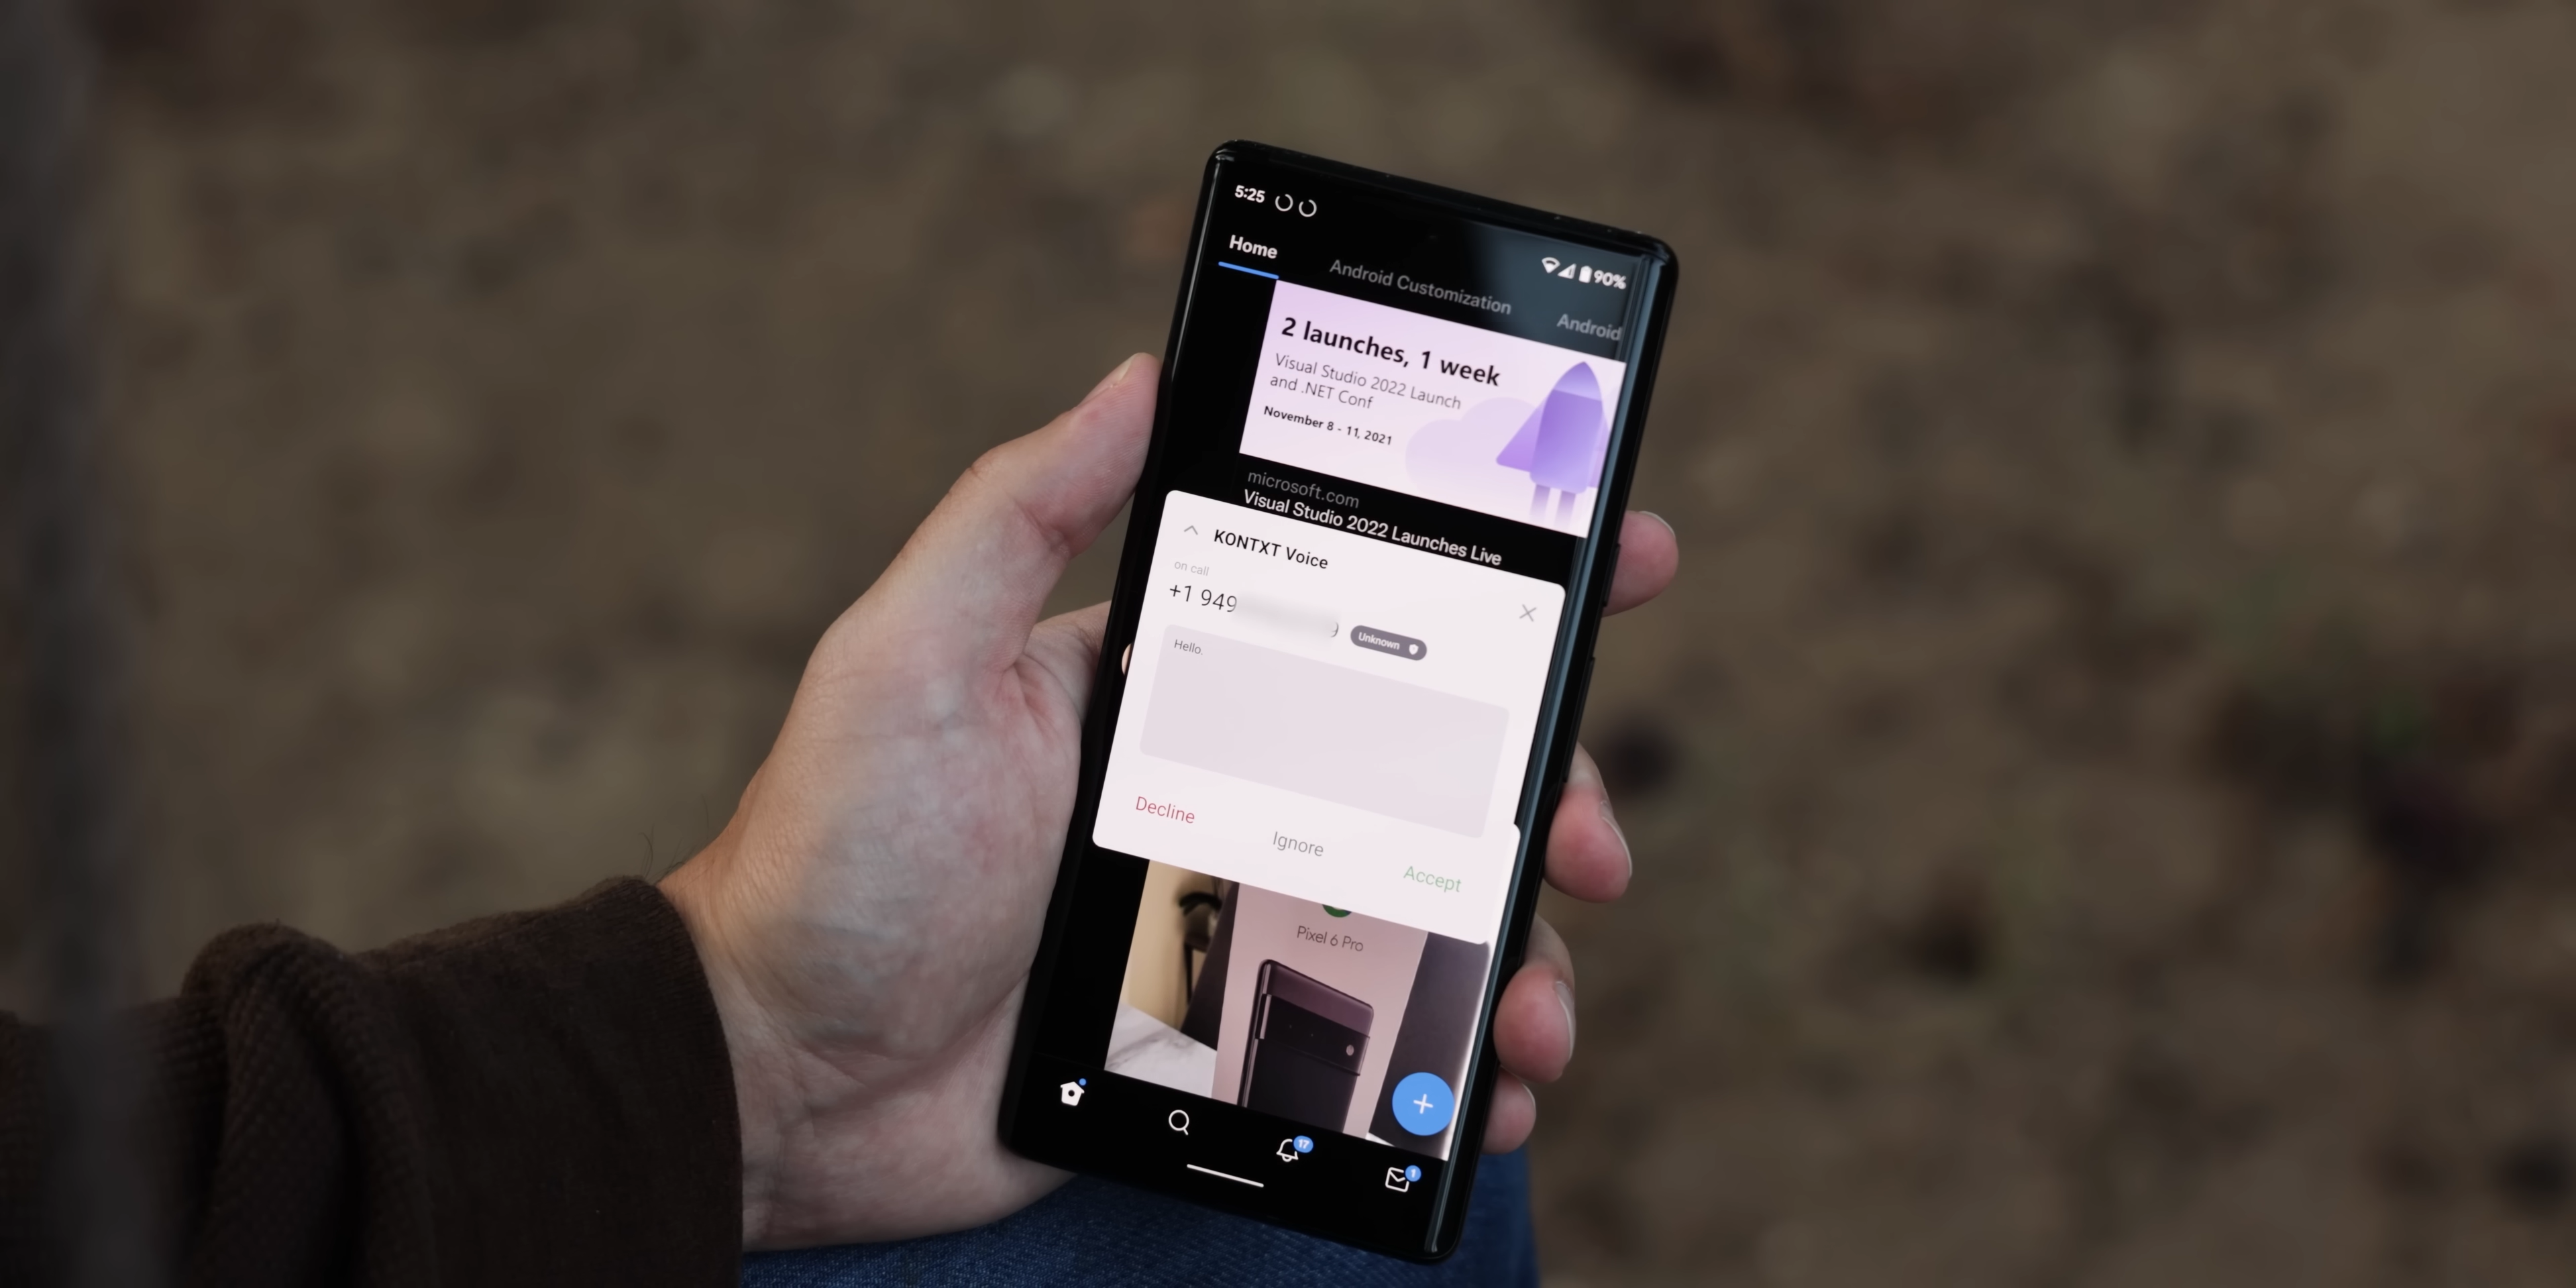 5:25
90%
Home
Android Customization
Android
2 launches, 1 week
Visual Studio 2022 Launch
and .NET Conf
November 8 - 11, 2021
microsoft.com
Visual Studio 2022 Launches Live
KONTXT Voice
on call
+1 949
Unknown
Hello.
Decline
Ignore
Accept
Pixel 6 Pro
17
1